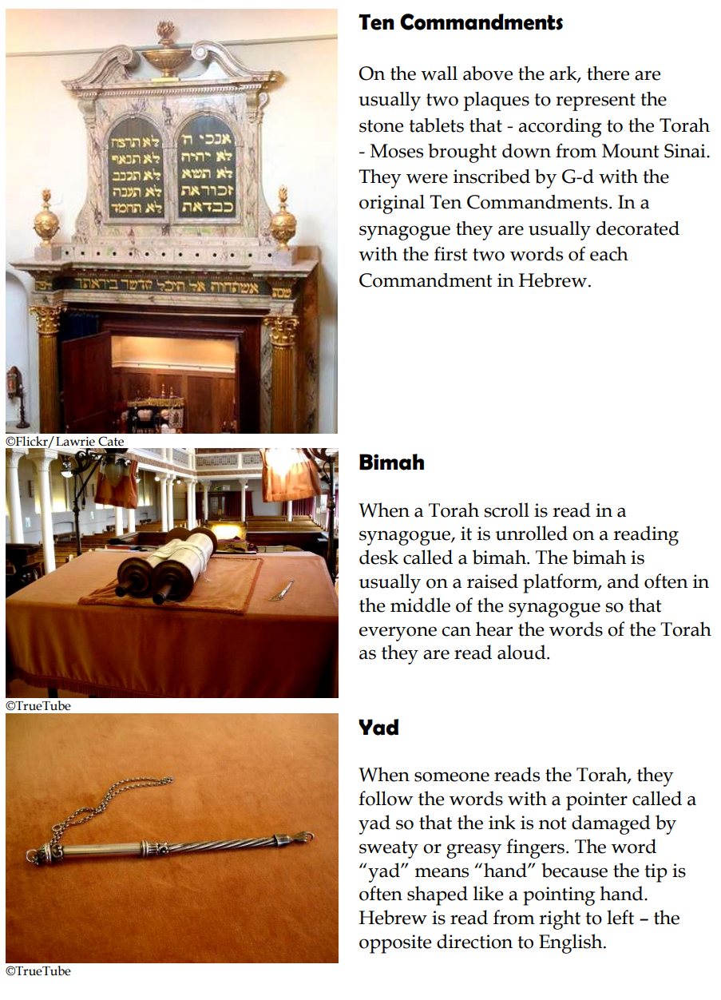 אנכי ה
לא יהיה
לא תשא
זכור את
כבד את
לא תרצח
לא תנאף
לא תגנב
לא תענה
לא תחמד
שנת
אשתחוה אל היכל קדשך ביראתך
©Flickr/Lawrie Cate
Ten Commandments
On the wall above the ark, there are
usually two plaques to represent the
stone tablets that - according to the Torah
- Moses brought down from Mount Sinai.
They were inscribed by G-d with the
original Ten Commandments. In a
synagogue they are usually decorated
with the first two words of each
Commandment in Hebrew.
©TrueTube
Bimah
When a Torah scroll is read in a
synagogue, it is unrolled on a reading
desk called a bimah. The bimah is
usually on a raised platform, and often in
the middle of the synagogue so that
everyone can hear the words of the Torah
as they are read aloud.
©TrueTube
Yad
When someone reads the Torah, they
follow the words with a pointer called a
yad so that the ink is not damaged by
sweaty or greasy fingers. The word
“yad” means “hand” because the tip is
often shaped like a pointing hand.
Hebrew is read from right to left – the
opposite direction to English.